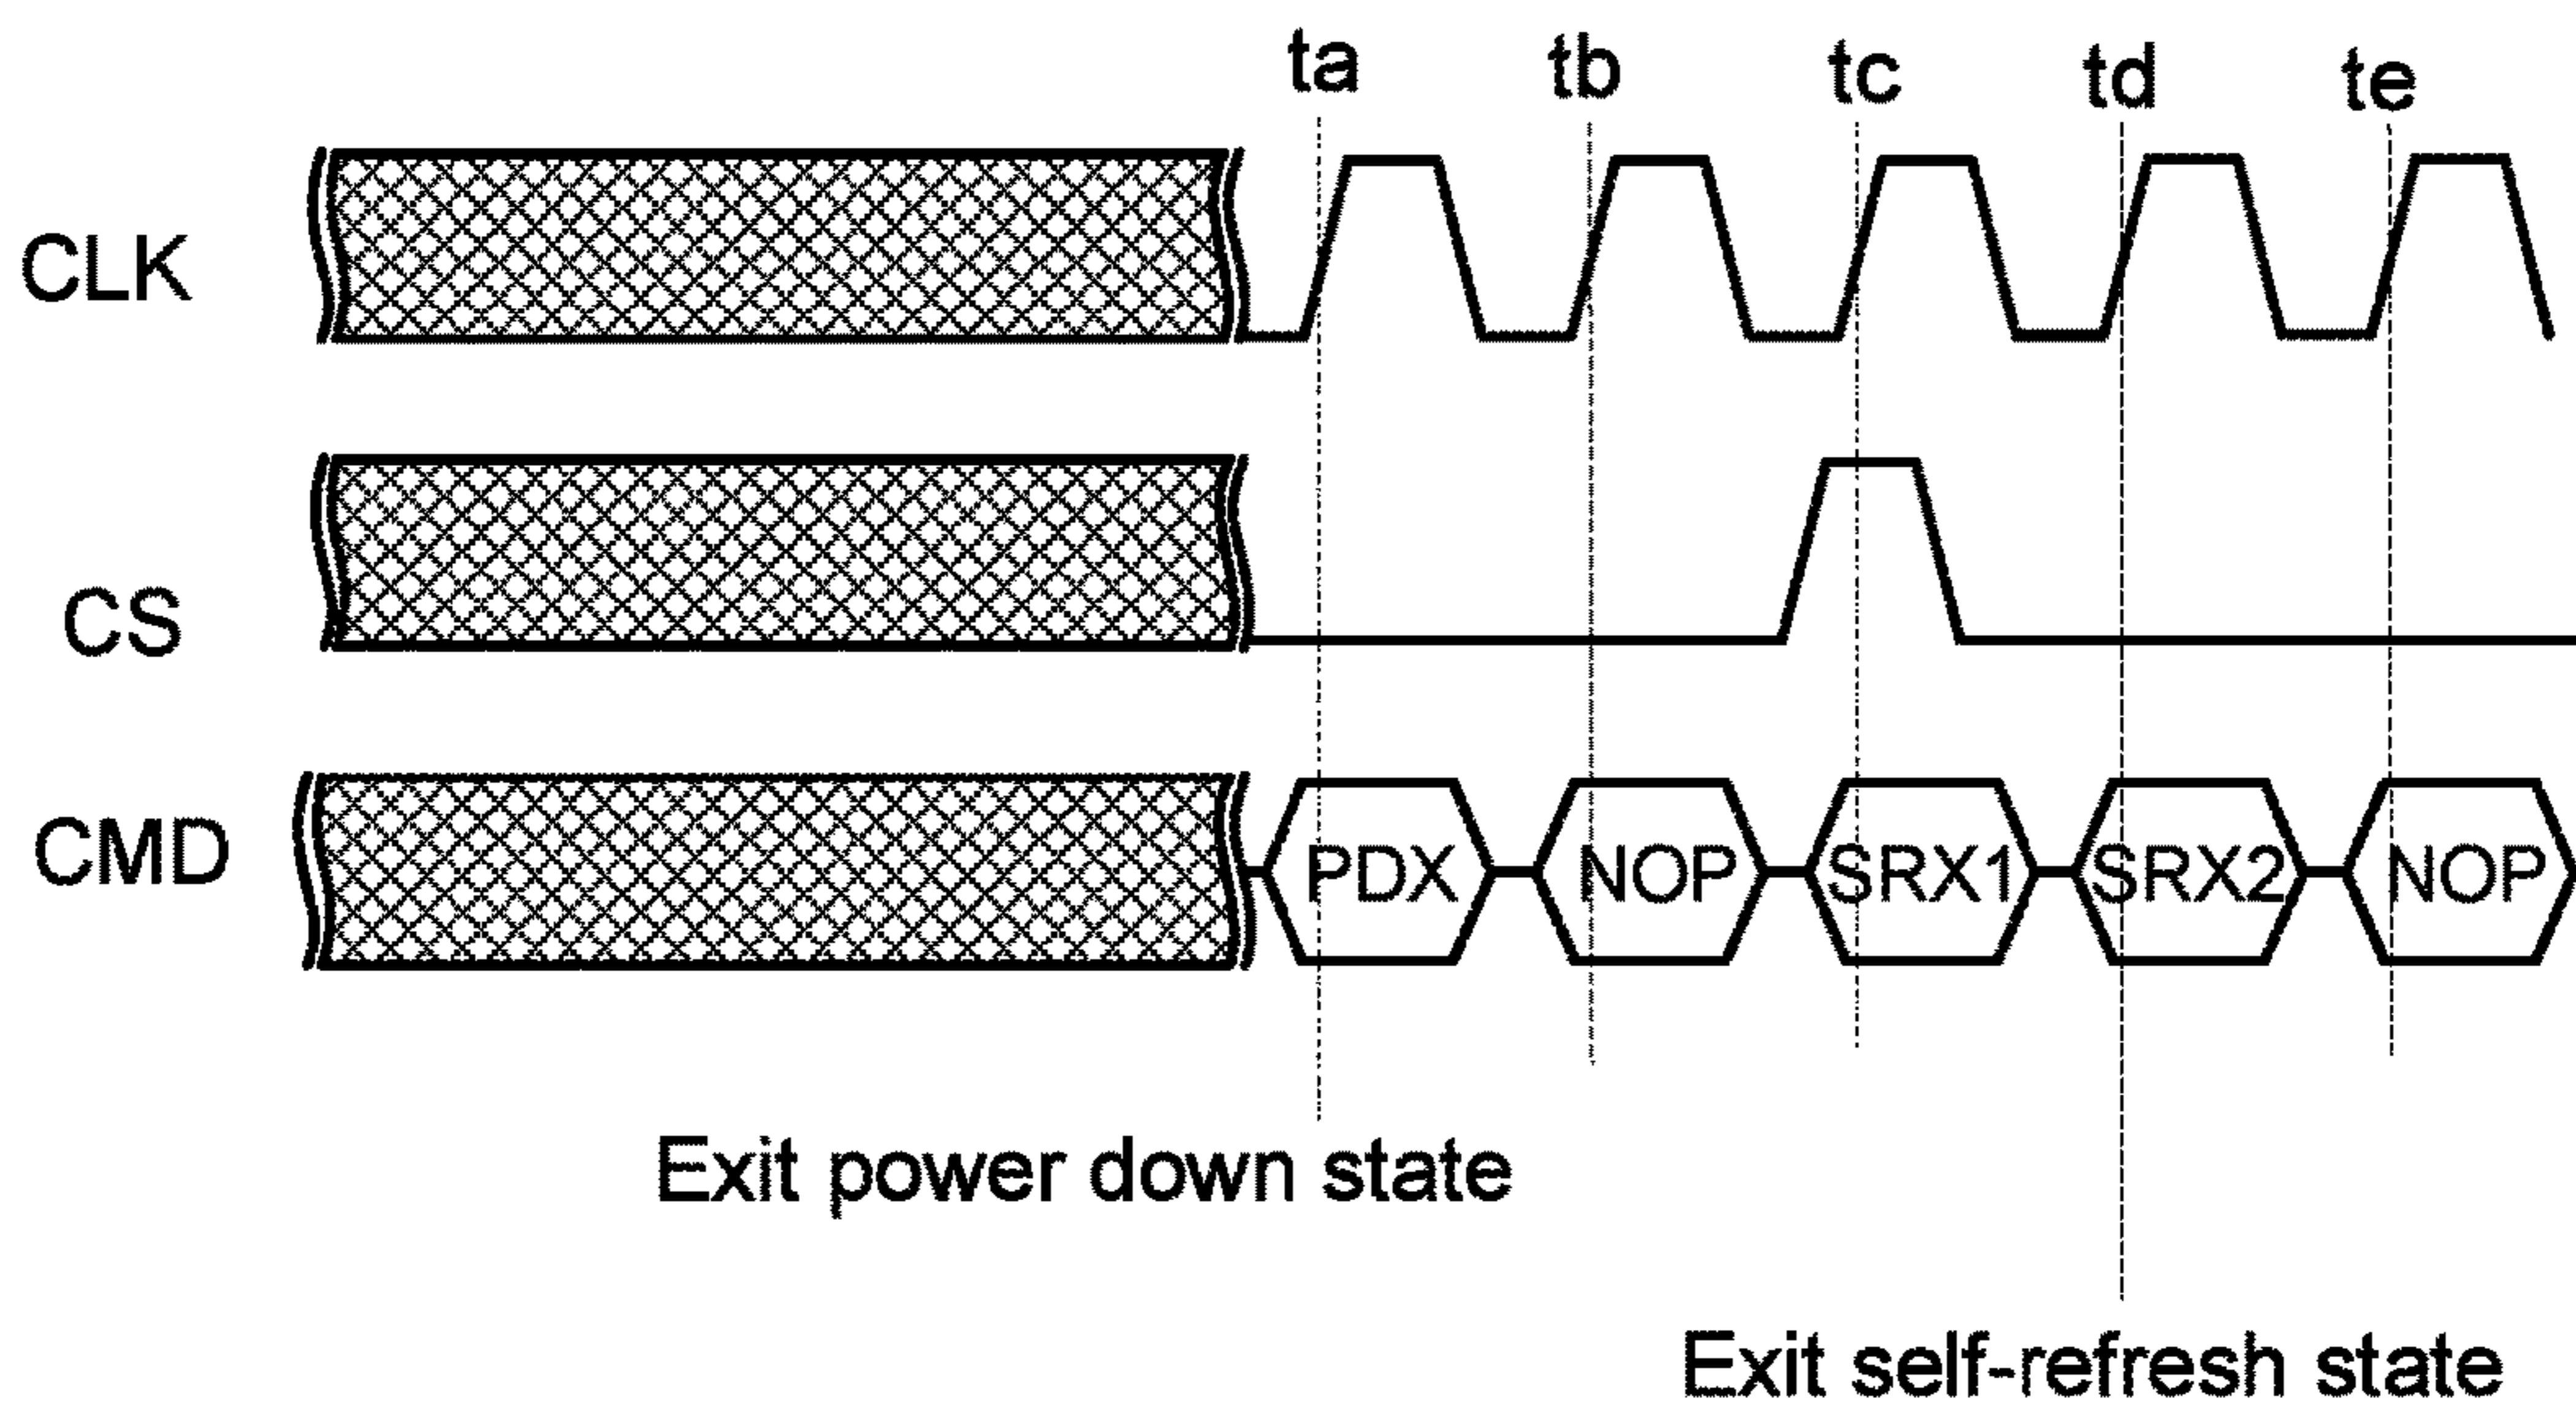 ta tb tc td te
CLK
CS
CMD PDX NOP SRX1 SRX2 NOP
Exit power down state
Exit self-refresh state